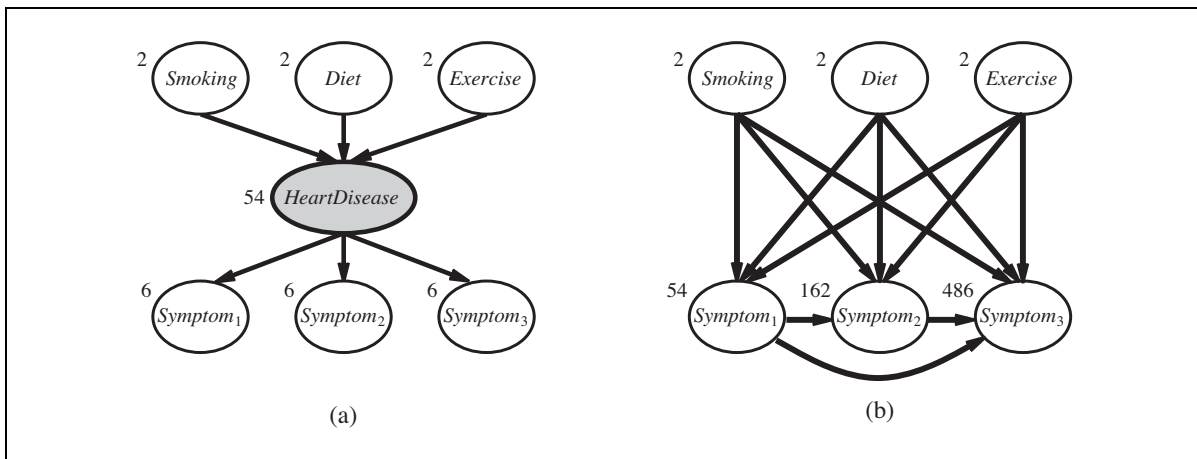 2 Smoking 2 Diet 2 Exercise
54 HeartDisease
6 Symptom1 6 Symptom2 6 Symptom3
(a)
2 Smoking 2 Diet 2 Exercise
54 Symptom1 162 Symptom2 486 Symptom3
(b)